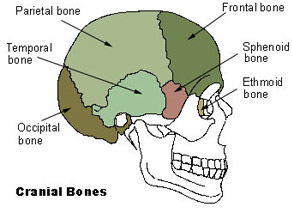 Parietal bone
Frontal bone
Temporal
bone
Sphenoid
bone
Ethmoid
bone
Occipital
bone
Cranial Bones